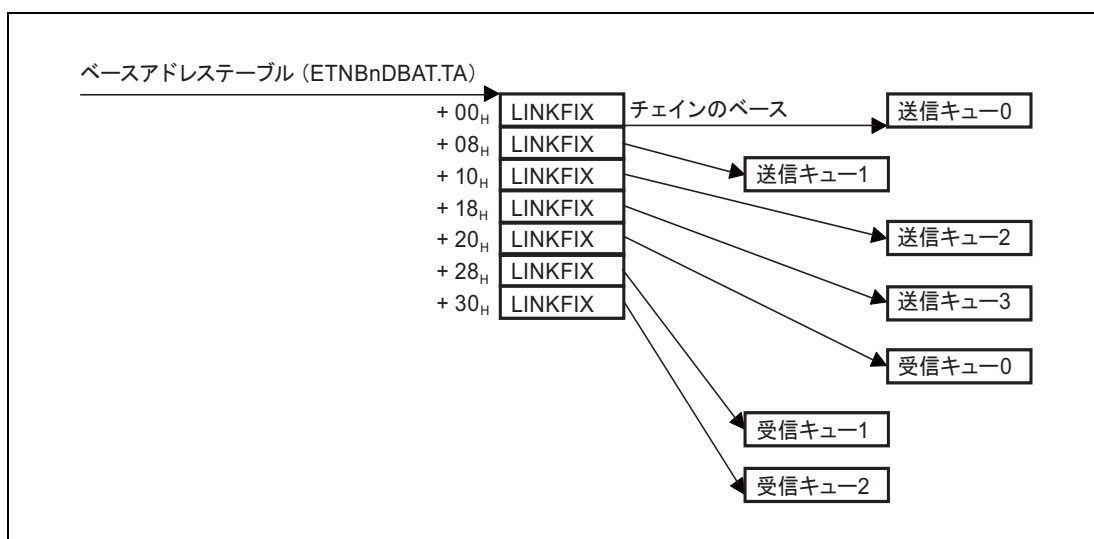 ベースアドレステーブル（ETNBnDBAT.TA）
+ 00H LINKFIX チェインのベース 送信キュー0
+ 08H LINKFIX
送信キュー1
+ 10H LINKFIX
+ 18H LINKFIX
送信キュー2
+ 20H LINKFIX
+ 28H LINKFIX
+ 30H LINKFIX
送信キュー3
受信キュー0
受信キュー1
受信キュー2